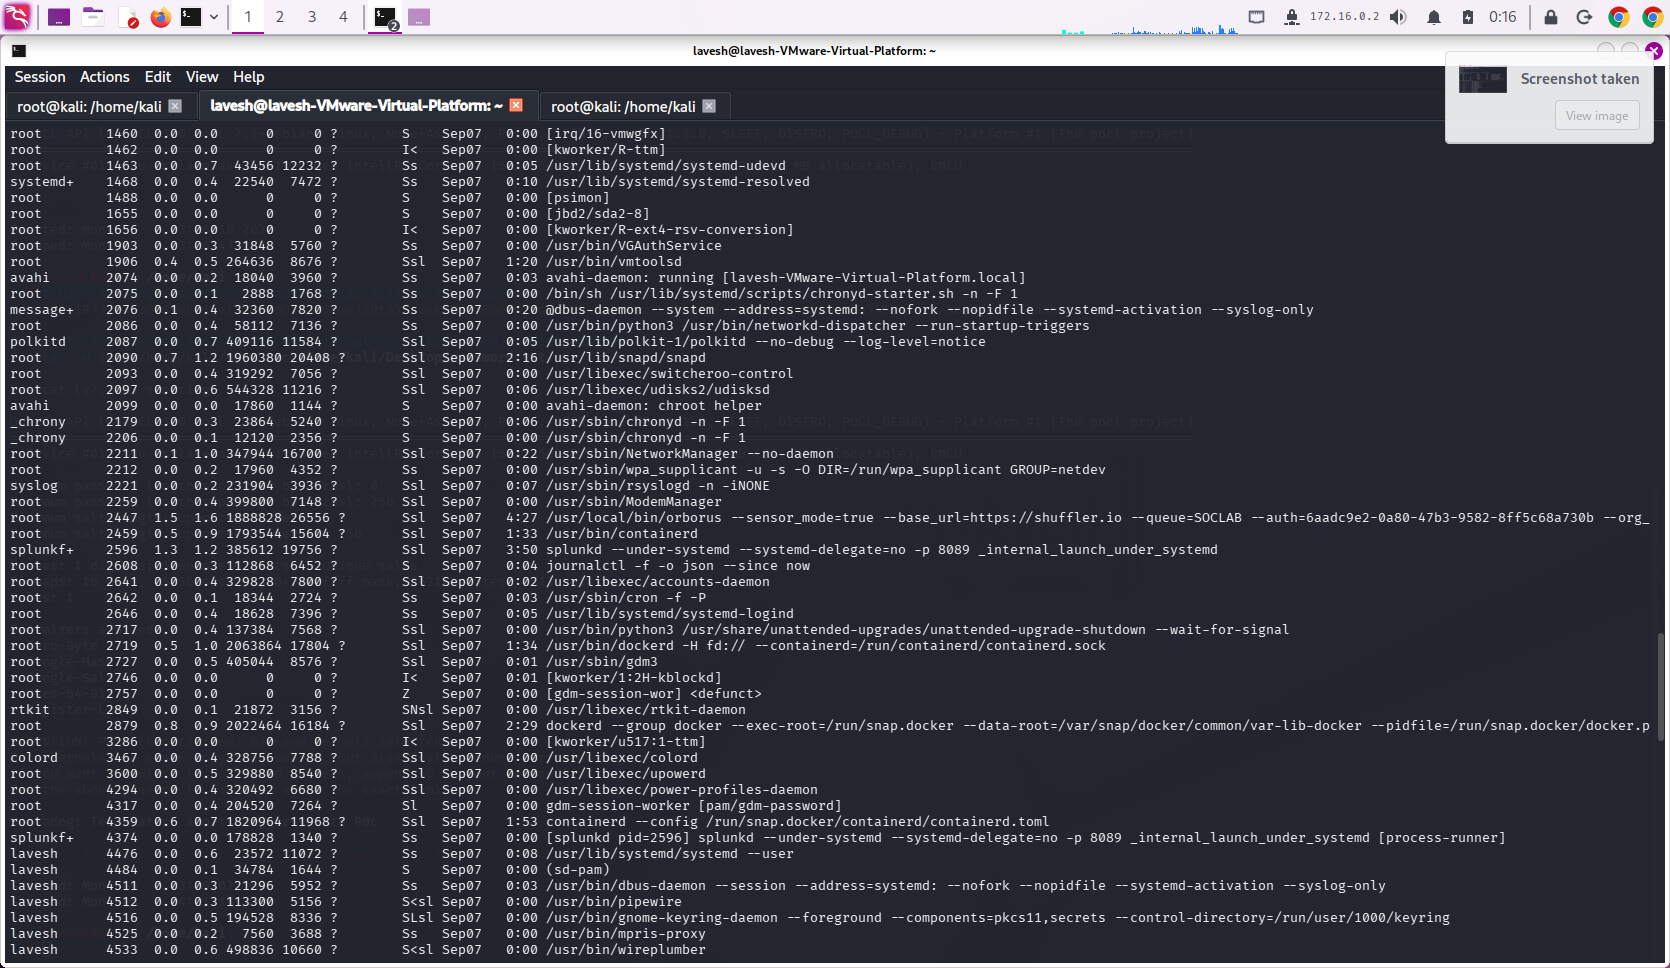 1 2 3 4 2 172.16.0.2 0:16
lavesh@lavesh-VMware-Virtual-Platform: ~
Session Actions Edit View Help
Screenshot taken
View image
root@kali: /home/kali lavesh@lavesh-VMware-Virtual-Platform: ~ root@kali: /home/kali
root 1460 0.0 0.0 0 0 ? S Sep07 0:00 [irq/16-vmwgfx]
root 1462 0.0 0.0 0 0 ? I< Sep07 0:00 [kworker/R-ttm]
root 1463 0.0 0.7 43456 12232 ? Ss Sep07 0:05 /usr/lib/systemd/systemd-udevd
systemd+ 1468 0.0 0.4 22540 7472 ? Ss Sep07 0:10 /usr/lib/systemd/systemd-resolved
root 1488 0.0 0.0 0 0 ? S Sep07 0:00 [psimon]
root 1655 0.0 0.0 0 0 ? S Sep07 0:00 [jbd2/sda2-8]
root 1656 0.0 0.0 0 0 ? I< Sep07 0:00 [kworker/R-ext4-rsv-conversion]
root 1903 0.0 0.3 31848 5760 ? Ss Sep07 0:00 /usr/bin/VGAuthService
root 1906 0.4 0.5 264636 8676 ? Ssl Sep07 1:20 /usr/bin/vmtoolsd
avahi 2074 0.0 0.2 18040 3960 ? Ss Sep07 0:03 avahi-daemon: running [lavesh-VMware-Virtual-Platform.local]
root 2075 0.0 0.1 2888 1768 ? Ss Sep07 0:00 /bin/sh /usr/lib/systemd/scripts/chronyd-starter.sh -n -F 1
message+ 2076 0.1 0.4 32360 7820 ? Ss Sep07 0:20 @dbus-daemon --system --address=systemd: --nofork --nopidfile --systemd-activation --syslog-only
root 2086 0.0 0.4 58112 7136 ? Ss Sep07 0:00 /usr/bin/python3 /usr/bin/networkd-dispatcher --run-startup-triggers
polkitd 2087 0.0 0.7 409116 11584 ? Ssl Sep07 0:05 /usr/lib/polkit-1/polkitd --no-debug --log-level=notice
root 2090 0.7 1.2 1960380 20408 ? Ssl Sep07 2:16 /usr/lib/snapd/snapd
root 2093 0.0 0.4 319292 7056 ? Ssl Sep07 0:00 /usr/libexec/switcheroo-control
root 2097 0.0 0.6 544328 11216 ? Ssl Sep07 0:06 /usr/libexec/udisks2/udisksd
avahi 2099 0.0 0.0 17860 1144 ? S Sep07 0:00 avahi-daemon: chroot helper
_chrony 2179 0.0 0.3 23864 5240 ? S Sep07 0:06 /usr/sbin/chronyd -n -F 1
_chrony 2206 0.0 0.1 12120 2356 ? S Sep07 0:00 /usr/sbin/chronyd -n -F 1
root 2211 0.1 1.0 347944 16700 ? Ssl Sep07 0:22 /usr/sbin/NetworkManager --no-daemon
root 2212 0.0 0.2 17960 4352 ? Ss Sep07 0:00 /usr/sbin/wpa_supplicant -u -s -O DIR=/run/wpa_supplicant GROUP=netdev
syslog 2221 0.0 0.2 231904 3936 ? Ssl Sep07 0:07 /usr/sbin/rsyslogd -n -iNONE
root 2259 0.0 0.4 399800 7148 ? Ssl Sep07 0:00 /usr/sbin/ModemManager
root 2447 1.5 1.6 1888828 26556 ? Ssl Sep07 4:27 /usr/local/bin/orborus --sensor_mode=true --base_url=https://shuffler.io --queue=SOCLAB --auth=6aadc9e2-0a80-47b3-9582-8ff5c68a730b --org_
root 2459 0.5 0.9 1793544 15604 ? Ssl Sep07 1:33 /usr/bin/containerd
splunkf+ 2596 1.3 1.2 385612 19756 ? Ssl Sep07 3:50 splunkd --under-systemd --systemd-delegate=no -p 8089 _internal_launch_under_systemd
root 2608 0.0 0.3 112868 6452 ? S Sep07 0:04 journalctl -f -o json --since now
root 2641 0.0 0.4 329828 7800 ? Ssl Sep07 0:02 /usr/libexec/accounts-daemon
root 2642 0.0 0.1 18344 2724 ? Ss Sep07 0:03 /usr/sbin/cron -f -P
root 2646 0.0 0.4 18628 7396 ? Ss Sep07 0:05 /usr/lib/systemd/systemd-logind
root 2717 0.0 0.4 137384 7568 ? Ssl Sep07 0:00 /usr/bin/python3 /usr/share/unattended-upgrades/unattended-upgrade-shutdown --wait-for-signal
root 2719 0.5 1.0 2063864 17804 ? Ssl Sep07 1:34 /usr/bin/dockerd -H fd:// --containerd=/run/containerd/containerd.sock
root 2727 0.0 0.5 405044 8576 ? Ssl Sep07 0:01 /usr/sbin/gdm3
root 2746 0.0 0.0 0 0 ? I< Sep07 0:01 [kworker/1:2H-kblockd]
root 2757 0.0 0.0 0 0 ? Z Sep07 0:00 [gdm-session-wor] <defunct>
rtkit 2849 0.0 0.1 21872 3156 ? SNsl Sep07 0:00 /usr/libexec/rtkit-daemon
root 2879 0.8 0.9 2022464 16184 ? Ssl Sep07 2:29 dockerd --group docker --exec-root=/run/snap.docker --data-root=/var/snap/docker/common/var-lib-docker --pidfile=/run/snap.docker/docker.p
root 3286 0.0 0.0 0 0 ? I< Sep07 0:00 [kworker/u517:1-ttm]
colord 3467 0.0 0.4 328756 7788 ? Ssl Sep07 0:00 /usr/libexec/colord
root 3600 0.0 0.5 329880 8540 ? Ssl Sep07 0:00 /usr/libexec/upowerd
root 4294 0.0 0.4 320492 6680 ? Ssl Sep07 0:00 /usr/libexec/power-profiles-daemon
root 4317 0.0 0.4 204520 7264 ? Sl Sep07 0:00 gdm-session-worker [pam/gdm-password]
root 4359 0.6 0.7 1820964 11968 ? Ssl Sep07 1:53 containerd --config /run/snap.docker/containerd/containerd.toml
splunkf+ 4374 0.0 0.0 178828 1340 ? Ss Sep07 0:00 [splunkd pid=2596] splunkd --under-systemd --systemd-delegate=no -p 8089 _internal_launch_under_systemd [process-runner]
lavesh 4476 0.0 0.6 23572 11072 ? Ss Sep07 0:08 /usr/lib/systemd/systemd --user
lavesh 4484 0.0 0.1 34784 1644 ? S Sep07 0:00 (sd-pam)
lavesh 4511 0.0 0.3 21296 5952 ? Ss Sep07 0:03 /usr/bin/dbus-daemon --session --address=systemd: --nofork --nopidfile --systemd-activation --syslog-only
lavesh 4512 0.0 0.3 113300 5156 ? S<sl Sep07 0:00 /usr/bin/pipewire
lavesh 4516 0.0 0.5 194528 8336 ? SLsl Sep07 0:00 /usr/bin/gnome-keyring-daemon --foreground --components=pkcs11,secrets --control-directory=/run/user/1000/keyring
lavesh 4525 0.0 0.2 7560 3688 ? Ss Sep07 0:00 /usr/bin/mpris-proxy
lavesh 4533 0.0 0.6 498836 10660 ? S<sl Sep07 0:00 /usr/bin/wireplumber